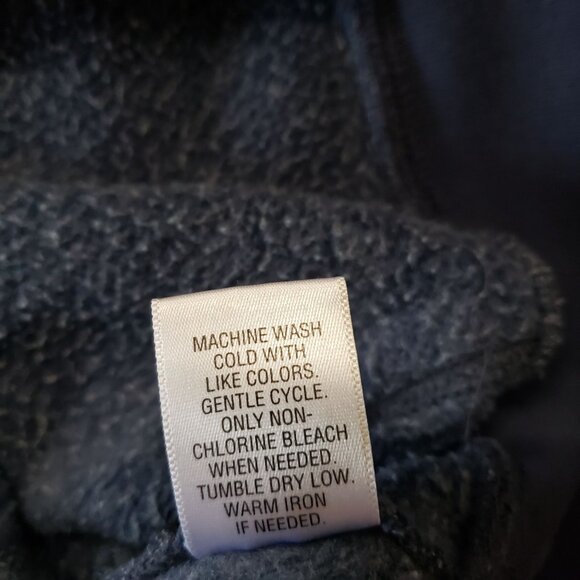 MACHINE WASH
COLD WITH
LIKE COLORS.
GENTLE CYCLE.
ONLY NON-
CHLORINE BLEACH
WHEN NEEDED.
TUMBLE DRY LOW.
WARM IRON
IF NEEDED.